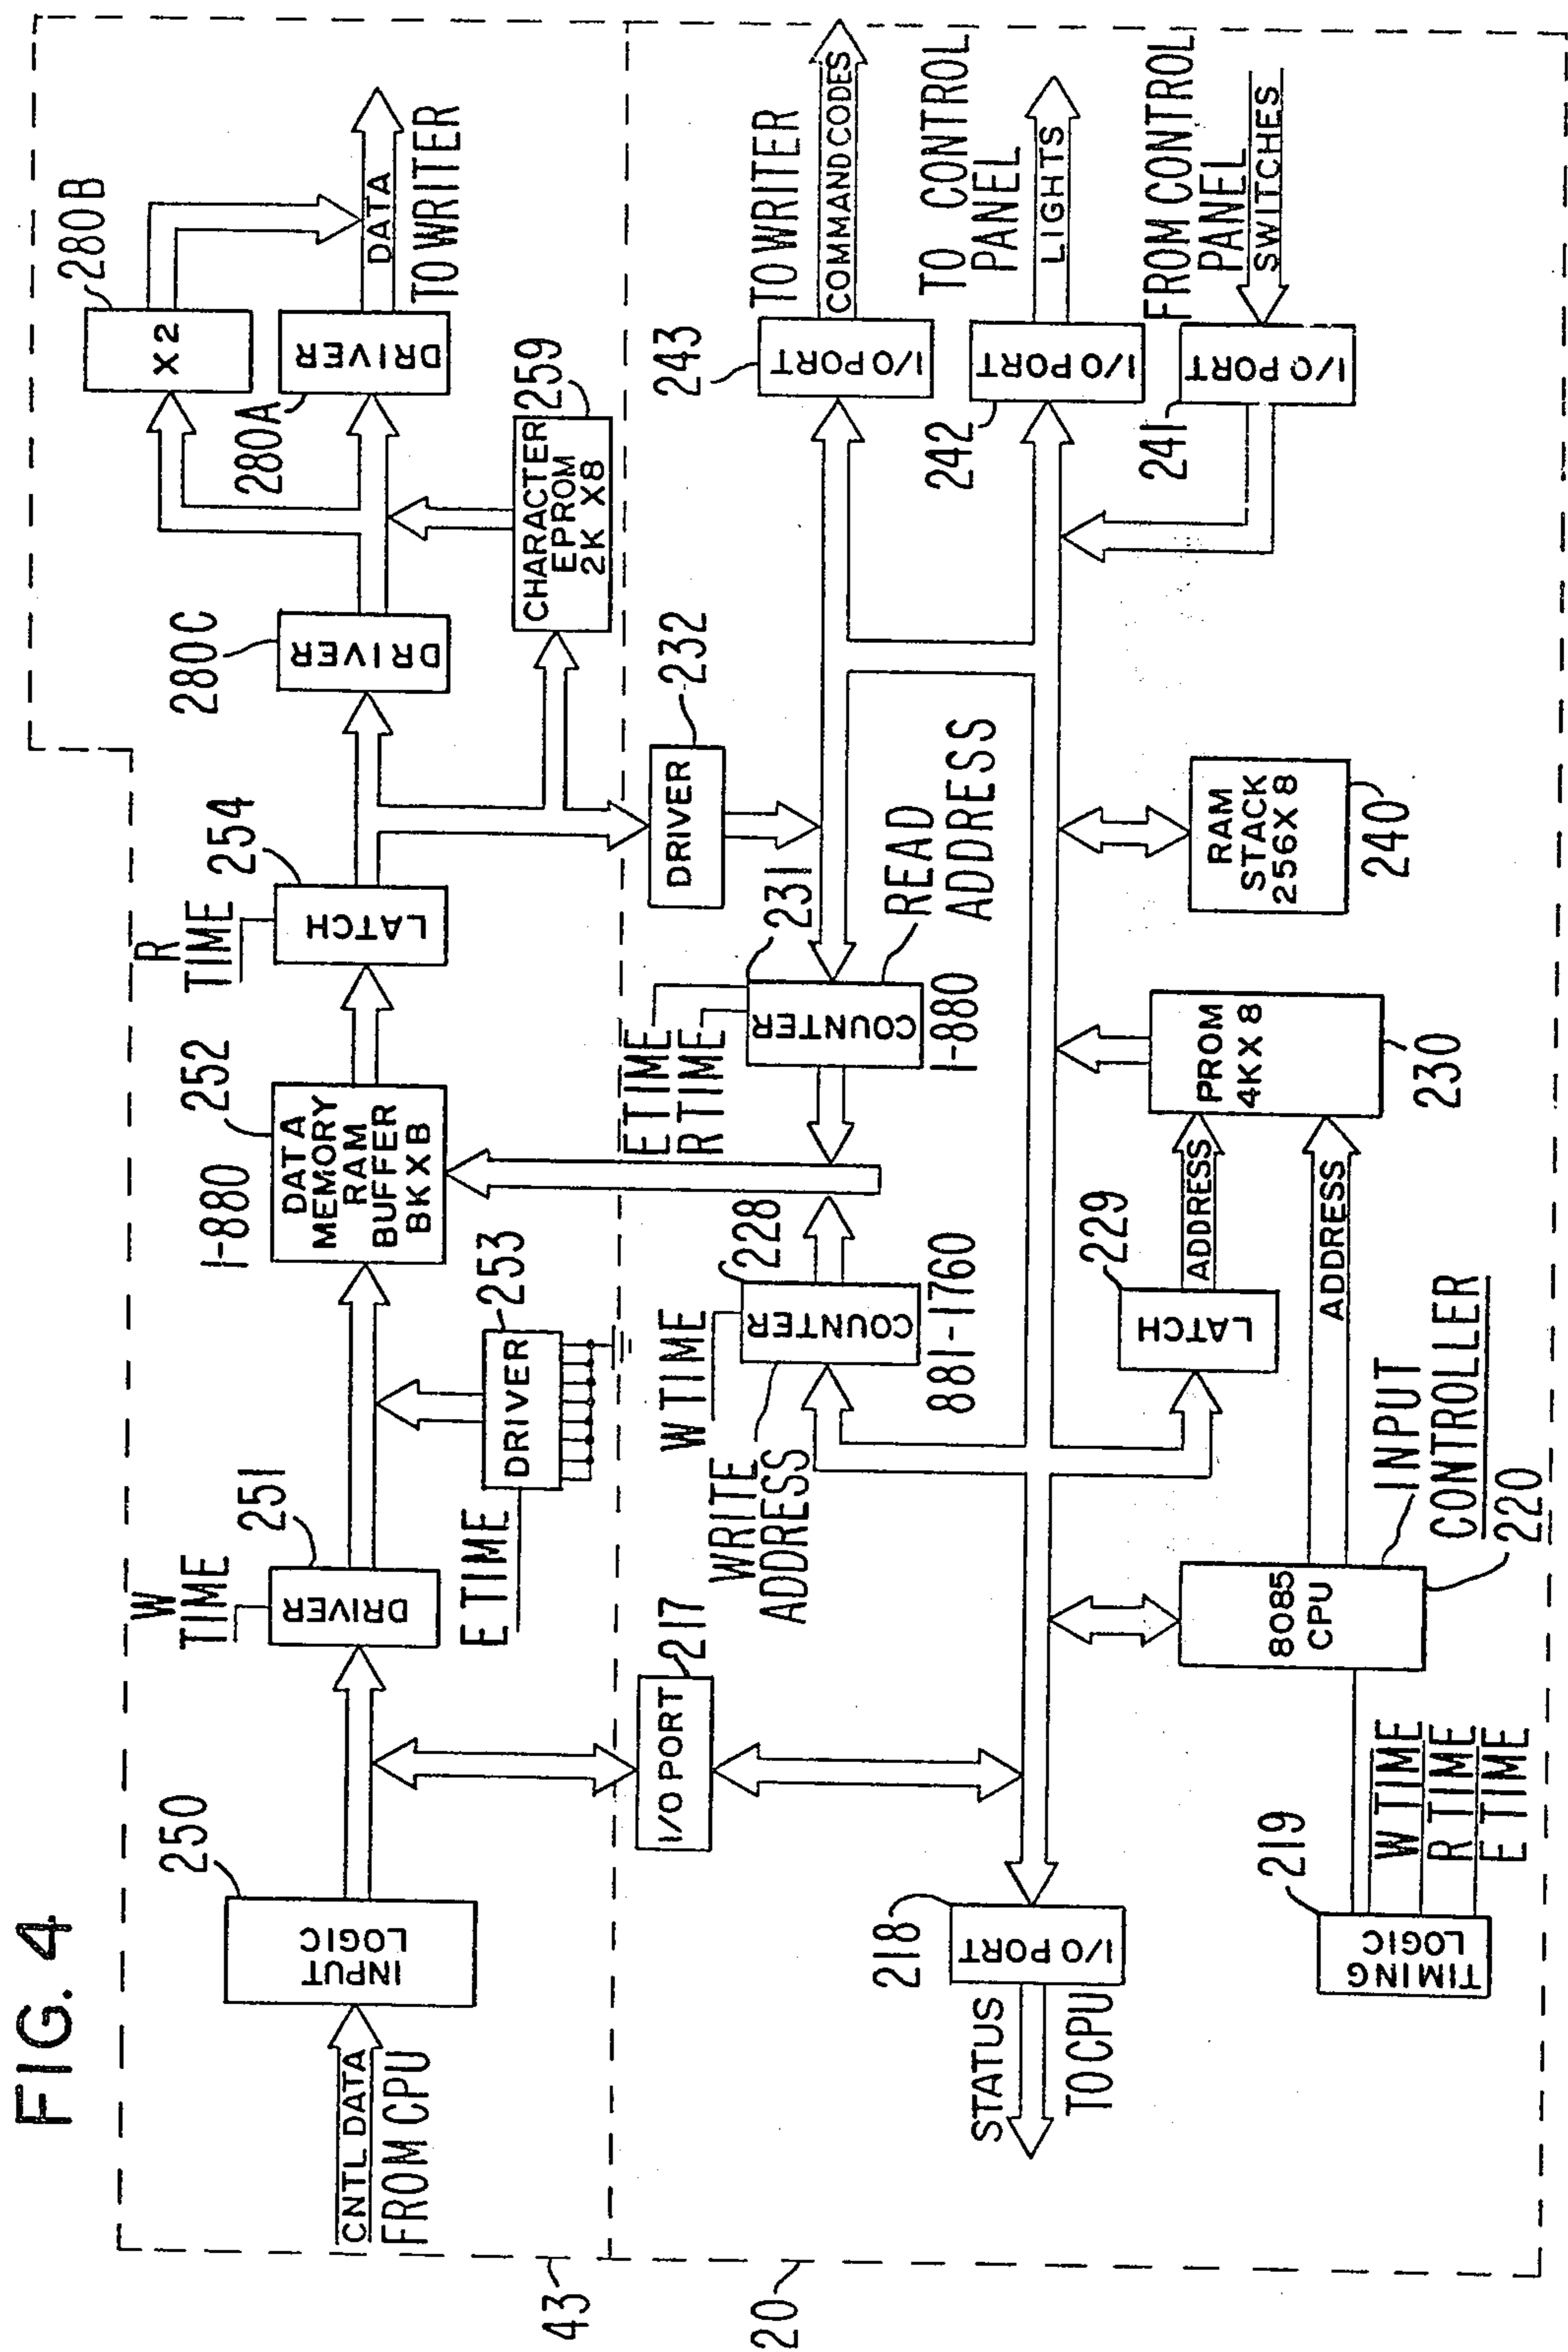 FIG. 4
CNTL DATA
FROM CPU
250
INPUT
LOGIC
W
TIME
251
DRIVER
E TIME
253
DRIVER
1-880
252
DATA
MEMORY
RAM
BUFFER
BK X B
R
TIME
254
LATCH
280C
DRIVER
280A
DRIVER
280B
X2
DATA
TO WRITER
CHARACTER
EPROM
2K X8
259
43
20
217
I/O PORT
W TIME
WRITE
ADDRESS
228
COUNTER
881-1760
E TIME
R TIME
231
COUNTER
1-880
READ
ADDRESS
232
DRIVER
243
I/O PORT
TO WRITER
COMMAND CODES
242
I/O PORT
TO CONTROL
PANEL
LIGHTS
241
I/O PORT
FROM CONTROL
PANEL
SWITCHES
STATUS
TO CPU
218
I/O PORT
219
TIMING
LOGIC
W TIME
R TIME
E TIME
8085
CPU
INPUT
CONTROLLER
220
229
LATCH
ADDRESS
ADDRESS
PROM
4K X 8
230
RAM
STACK
256 X 8
240